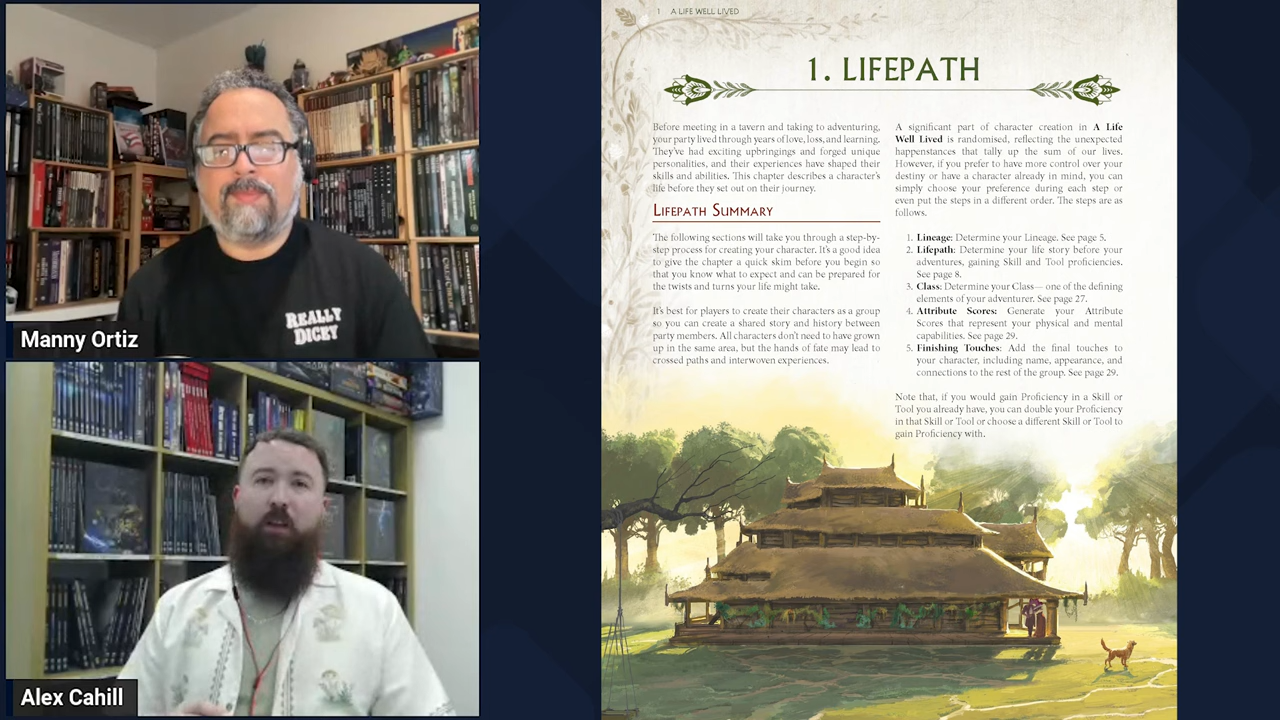 REALLY
DICEY
Manny Ortiz
Alex Cahill
1 A LIFE WELL LIVED
1. LIFEPATH
Before meeting in a tavern and taking to adventuring,
your party lived through years of love, loss, and learning.
They've had exciting upbringings and forged unique
personalities, and their experiences have shaped their
skills and abilities. This chapter describes a character's
life before they set out on their journey.
LIFEPATH SUMMARY
The following sections will take you through a step-by-
step process for creating your character. It's a good idea
to give the chapter a quick skim before you begin so
that you know what to expect and can be prepared for
the twists and turns your life might take.
It's best for players to create their characters as a group
so you can create a shared story and history between
party members. All characters don't need to have grown
up in the same area, but the hands of fate may lead to
crossed paths and interwoven experiences.
A significant part of character creation in A Life
Well Lived is randomised, reflecting the unexpected
happenstances that tally up the sum of our lives.
However, if you prefer to have more control over your
destiny or have a character already in mind, you can
simply choose your preference during each step or
even put the steps in a different order. The steps are as
follows.
1. Lineage: Determine your Lineage. See page 5.
2. Lifepath: Determine your life story before your
adventures, gaining Skill and Tool proficiencies.
See page 8.
3. Class: Determine your Class— one of the defining
elements of your adventurer. See page 27.
4. Attribute Scores: Generate your Attribute
Scores that represent your physical and mental
capabilities. See page 29.
5. Finishing Touches: Add the final touches to
your character, including name, appearance, and
connections to the rest of the group. See page 29.
Note that, if you would gain Proficiency in a Skill or
Tool you already have, you can double your Proficiency
in that Skill or Tool or choose a different Skill or Tool to
gain Proficiency with.